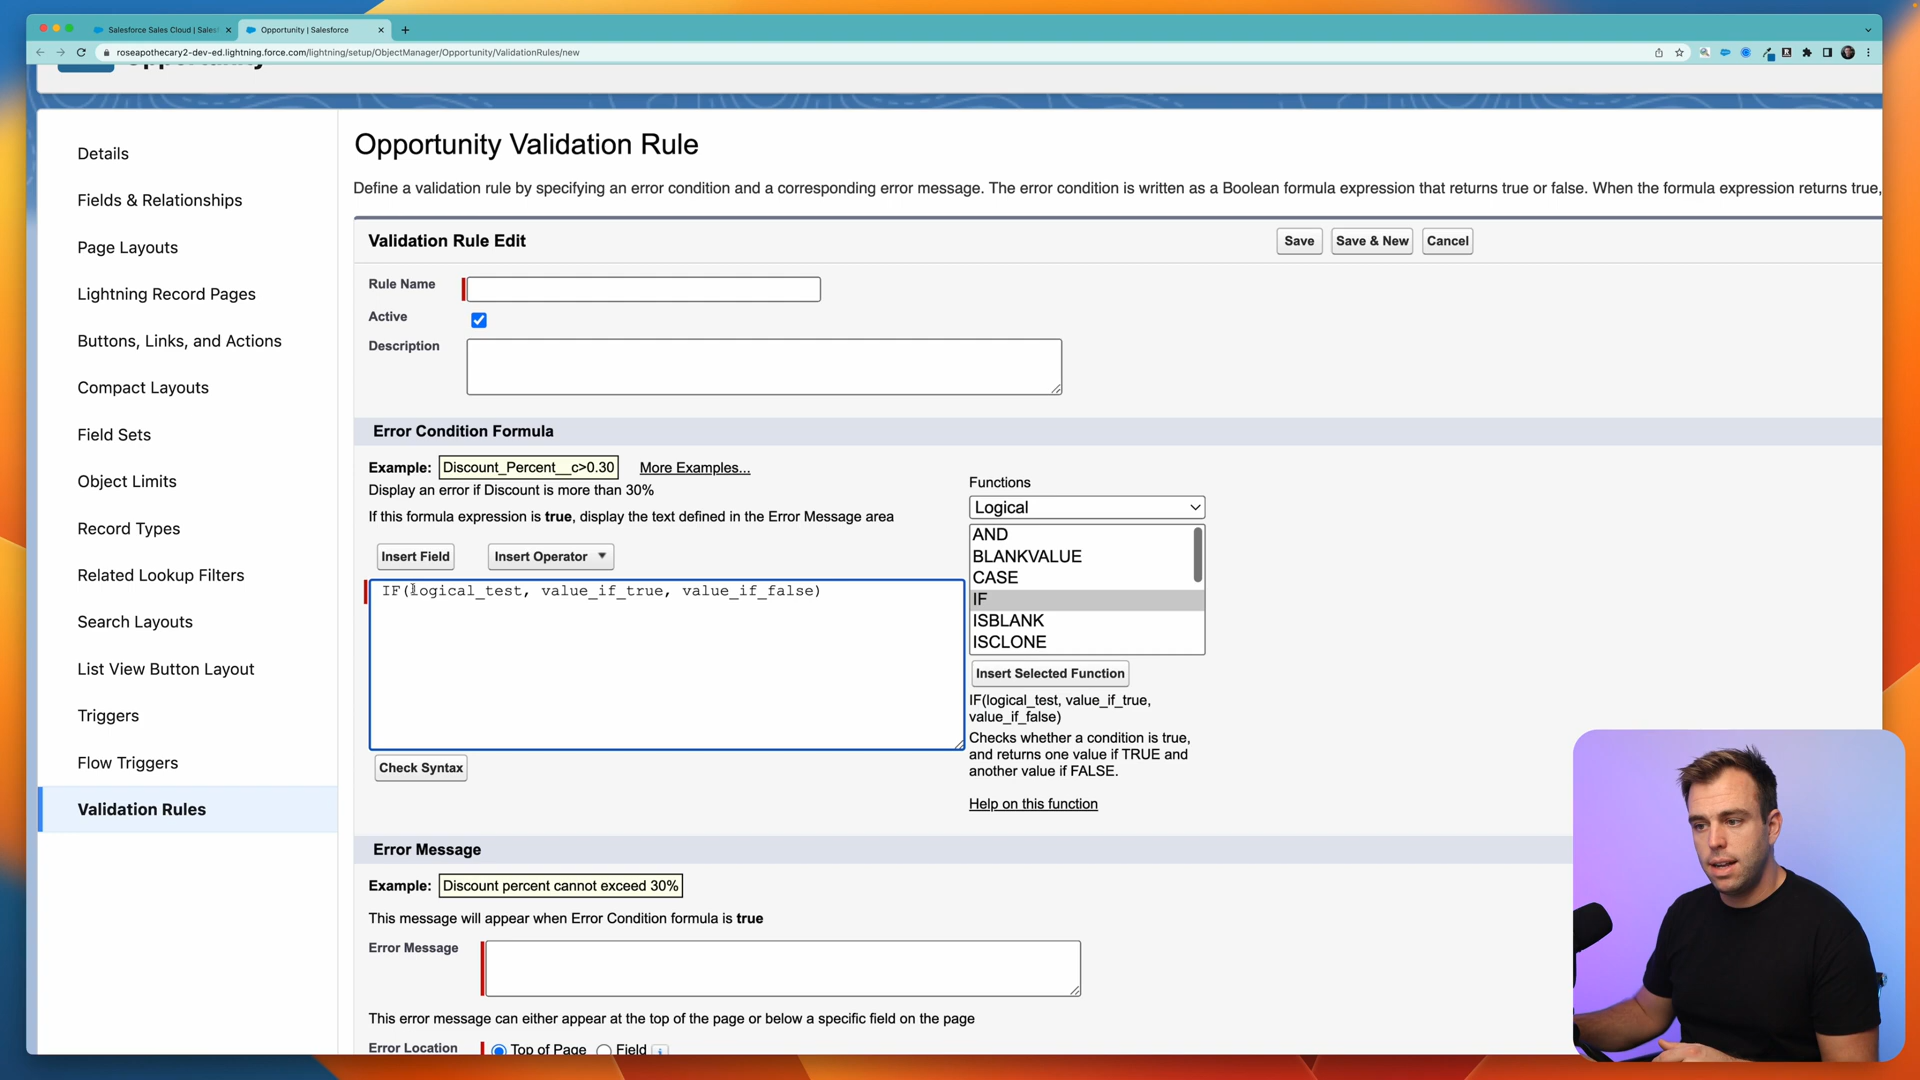 Salesforce Sales Cloud | Sales
Opportunity | Salesforce
roseapothecary2-dev-ed.lightning.force.com/lightning/setup/ObjectManager/Opportunity/ValidationRules/new
Details
Fields & Relationships
Page Layouts
Lightning Record Pages
Buttons, Links, and Actions
Compact Layouts
Field Sets
Object Limits
Record Types
Related Lookup Filters
Search Layouts
List View Button Layout
Triggers
Flow Triggers
Validation Rules
Opportunity Validation Rule
Define a validation rule by specifying an error condition and a corresponding error message. The error condition is written as a Boolean formula expression that returns true or false. When the formula expression returns true,
Validation Rule Edit
Save
Save & New
Cancel
Rule Name
Active
Description
Error Condition Formula
Example: Discount_Percent__c>0.30 More Examples...
Display an error if Discount is more than 30%
If this formula expression is true, display the text defined in the Error Message area
Insert Field
Insert Operator
IF(logical_test, value_if_true, value_if_false)
Check Syntax
Functions
Logical
AND
BLANKVALUE
CASE
IF
ISBLANK
ISCLONE
Insert Selected Function
IF(logical_test, value_if_true,
value_if_false)
Checks whether a condition is true,
and returns one value if TRUE and
another value if FALSE.
Help on this function
Error Message
Example: Discount percent cannot exceed 30%
This message will appear when Error Condition formula is true
Error Message
This error message can either appear at the top of the page or below a specific field on the page
Error Location
Top of Page
Field